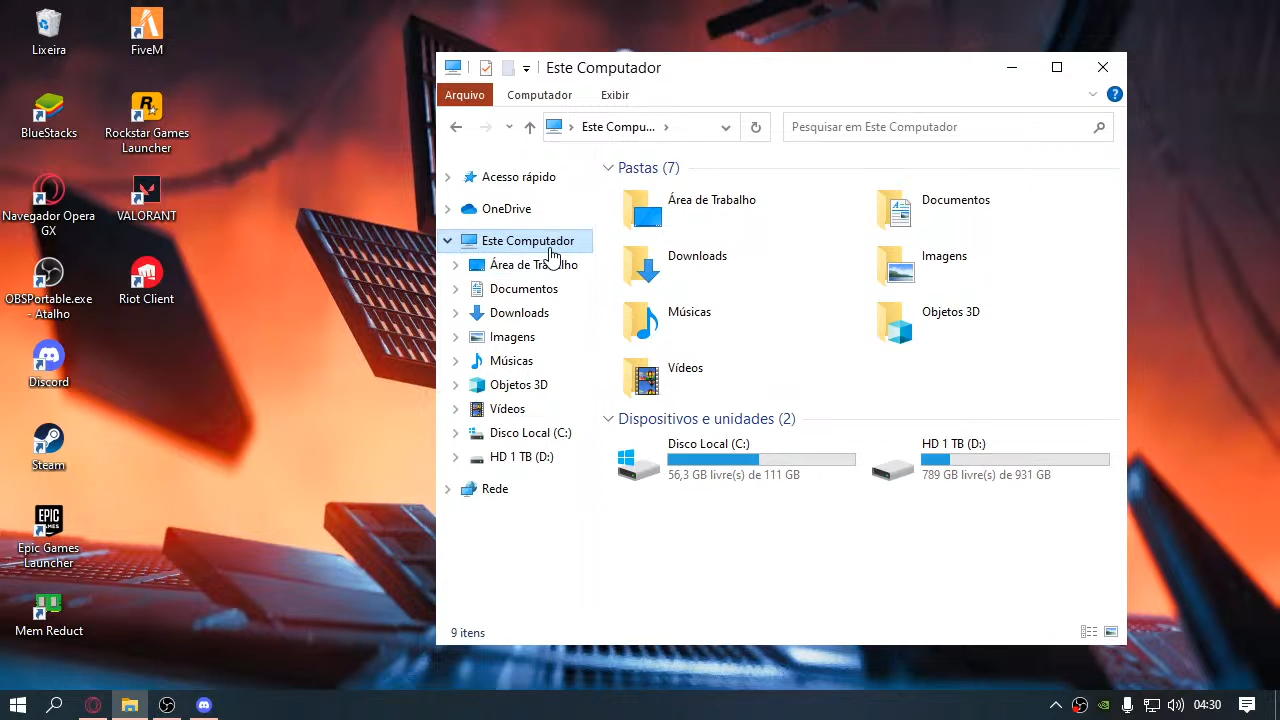 Lixeira
FiveM
BlueStacks
Rockstar Games
Launcher
Navegador Opera
GX
VALORANT
OBSPortable.exe
- Atalho
Riot Client
Discord
Steam
EPIC
GAMES
Epic Games
Launcher
Mem Reduct
Este Computador
Arquivo
Computador
Exibir
Este Compu...
Pesquisar em Este Computador
Acesso rápido
OneDrive
Este Computador
Área de Trabalho
Documentos
Downloads
Imagens
Músicas
Objetos 3D
Vídeos
Disco Local (C:)
HD 1 TB (D:)
Rede
Pastas (7)
Área de Trabalho
Documentos
Downloads
Imagens
Músicas
Objetos 3D
Vídeos
Dispositivos e unidades (2)
Disco Local (C:)
56,3 GB livre(s) de 111 GB
HD 1 TB (D:)
789 GB livre(s) de 931 GB
9 itens
04:30